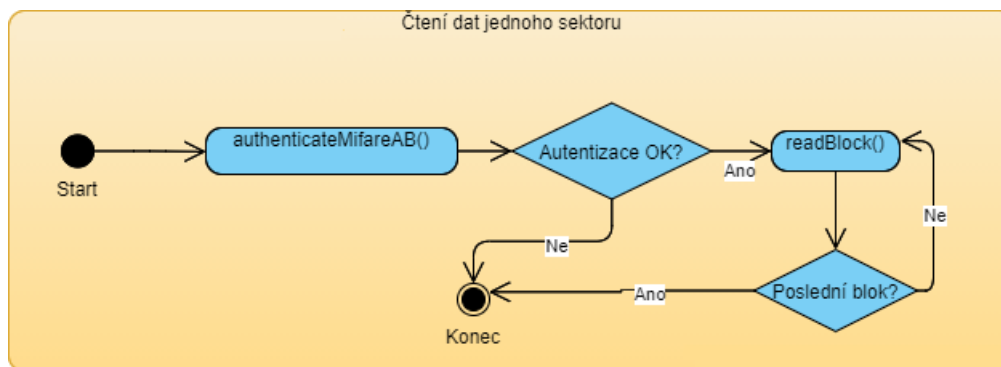 Čtení dat jednoho sektoru
authenticateMifareAB()
Autentizace OK?
readBlock()
Ano
Start
Ne
Ne
Ano
Poslední blok?
Konec